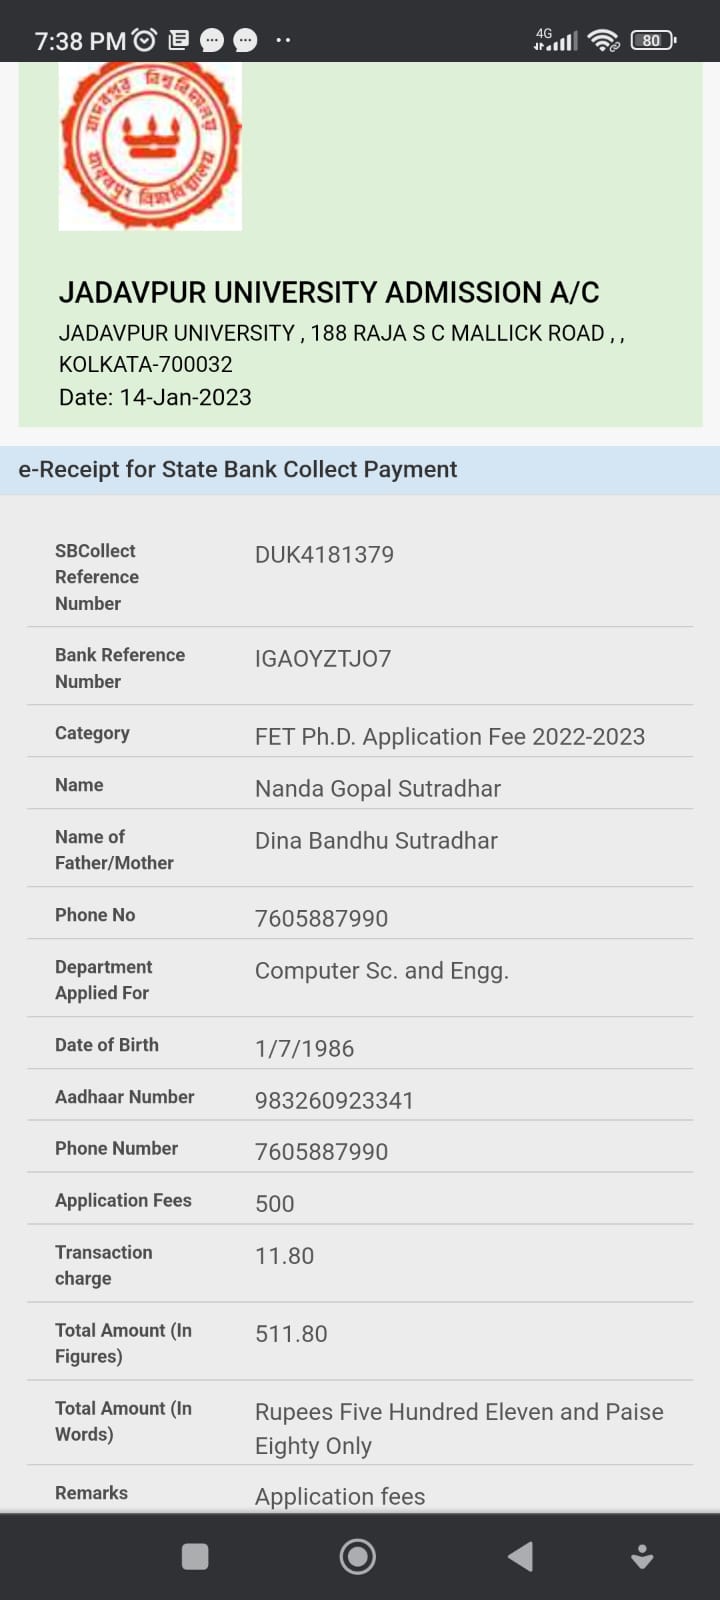 7:38 PM
4G
80
যাদবপুর বিশ্ববিদ্যালয়
JADAVPUR UNIVERSITY ADMISSION A/C
JADAVPUR UNIVERSITY , 188 RAJA S C MALLICK ROAD , ,
KOLKATA-700032
Date: 14-Jan-2023
e-Receipt for State Bank Collect Payment
SBCollect Reference Number DUK4181379
Bank Reference Number IGAOYZTJO7
Category FET Ph.D. Application Fee 2022-2023
Name Nanda Gopal Sutradhar
Name of Father/Mother Dina Bandhu Sutradhar
Phone No 7605887990
Department Applied For Computer Sc. and Engg.
Date of Birth 1/7/1986
Aadhaar Number 983260923341
Phone Number 7605887990
Application Fees 500
Transaction charge 11.80
Total Amount (In Figures) 511.80
Total Amount (In Words) Rupees Five Hundred Eleven and Paise Eighty Only
Remarks Application fees